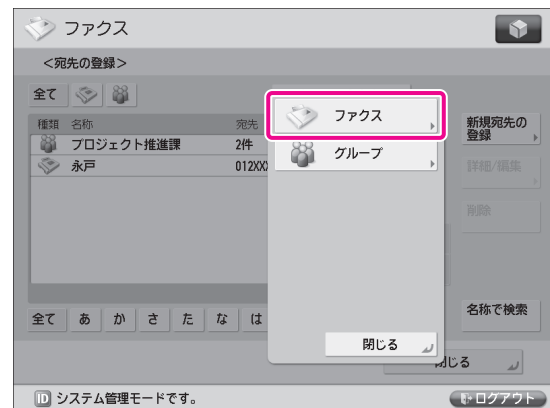 ファクス
<宛先の登録>
全て
種類 名称 宛先
プロジェクト推進課 2件
永戸 012XXX
ファクス
グループ
閉じる
新規宛先の
登録
詳細/編集
削除
名称で検索
全て あ か さ た な は
閉じる
ID システム管理モードです。 ログアウト